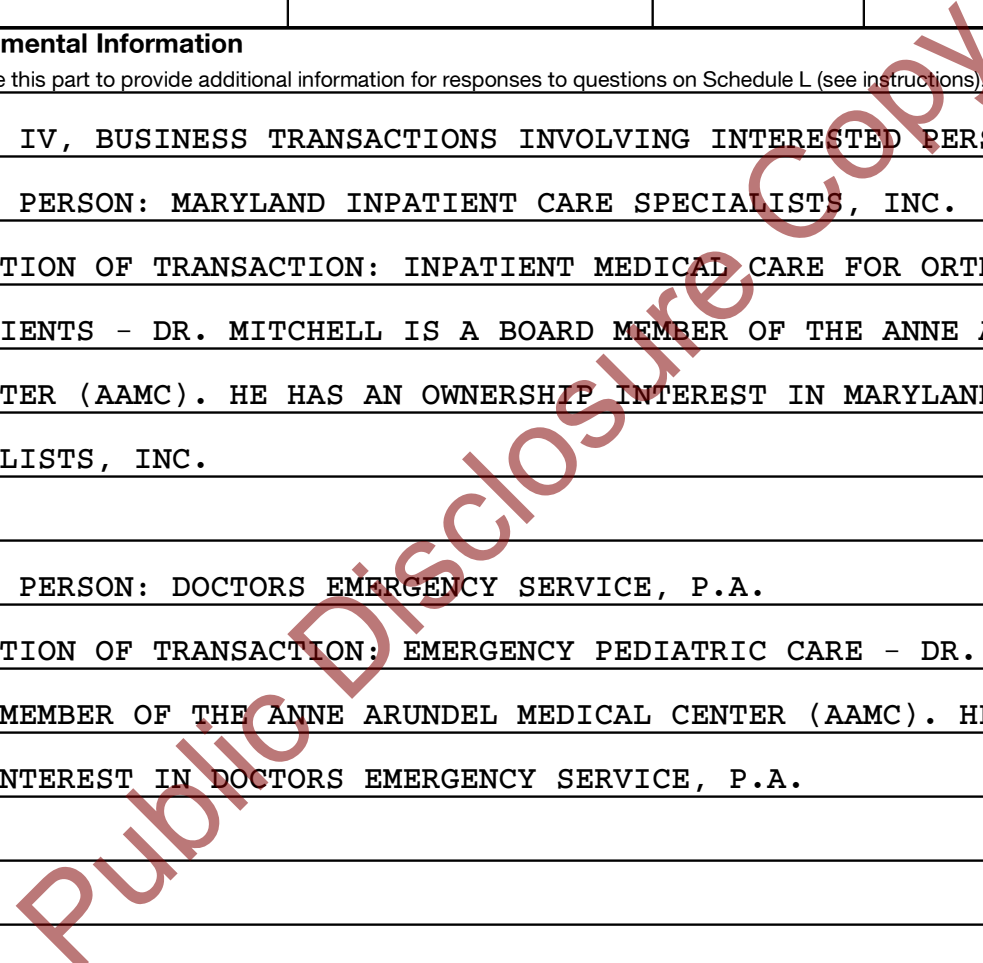 mental Information
e this part to provide additional information for responses to questions on Schedule L (see instructions)
IV, BUSINESS TRANSACTIONS INVOLVING INTERESTED PERS
PERSON: MARYLAND INPATIENT CARE SPECIALISTS, INC.
TION OF TRANSACTION: INPATIENT MEDICAL CARE FOR ORT
IENTS - DR. MITCHELL IS A BOARD MEMBER OF THE ANNE A
TER (AAMC). HE HAS AN OWNERSHIP INTEREST IN MARYLAND
LISTS, INC.
PERSON: DOCTORS EMERGENCY SERVICE, P.A.
TION OF TRANSACTION: EMERGENCY PEDIATRIC CARE - DR.
MEMBER OF THE ANNE ARUNDEL MEDICAL CENTER (AAMC). HE
NTEREST IN DOCTORS EMERGENCY SERVICE, P.A.
Public Disclosure Copy